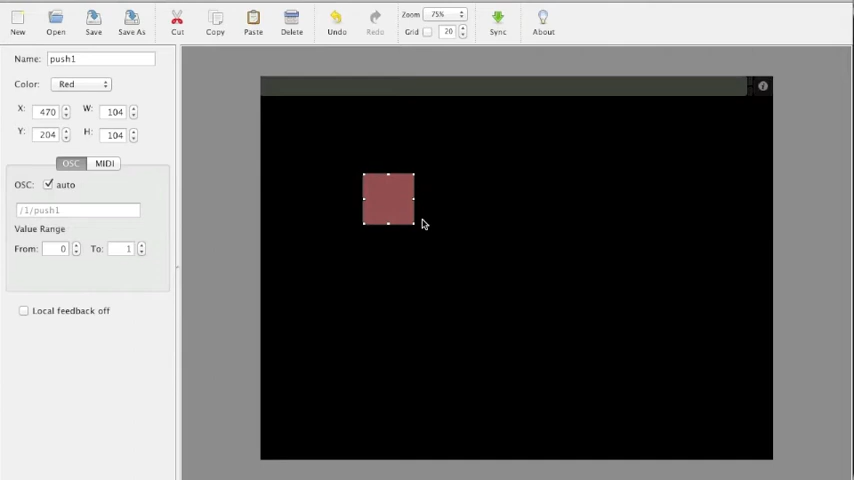 New Open Save Save As Cut Copy Paste Delete Undo Redo Zoom 75% Grid 20 Sync About
Name: push1
Color: Red
X: 470 W: 104
Y: 204 H: 104
OSC MIDI
OSC: auto
/1/push1
Value Range
From: 0 To: 1
Local feedback off
i